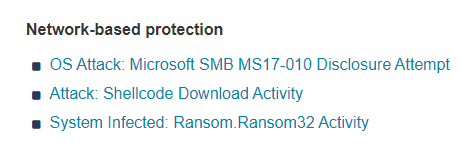 Network-based protection
OS Attack: Microsoft SMB MS17-010 Disclosure Attempt
Attack: Shellcode Download Activity
System Infected: Ransom.Ransom32 Activity